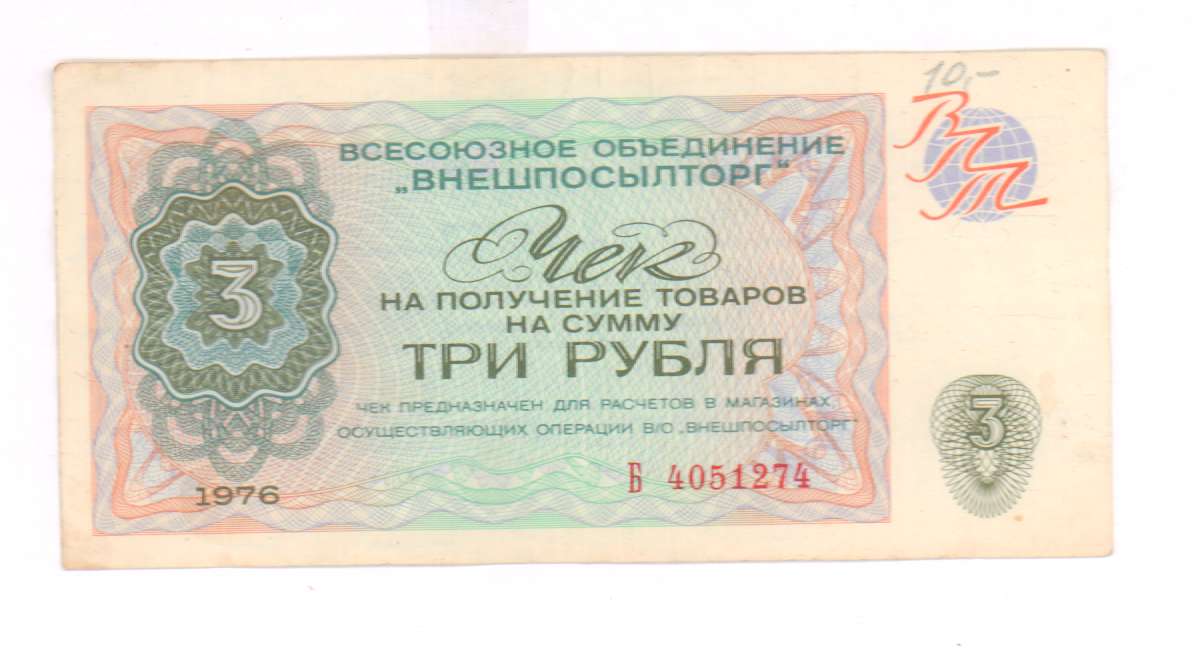 10,-
ВПТ
ВСЕСОЮЗНОЕ ОБЪЕДИНЕНИЕ
„ВНЕШПОСЫЛТОРГ“
Чек
НА ПОЛУЧЕНИЕ ТОВАРОВ
НА СУММУ
3
ТРИ РУБЛЯ
ЧЕК ПРЕДНАЗНАЧЕН ДЛЯ РАСЧЕТОВ В МАГАЗИНАХ,
ОСУЩЕСТВЛЯЮЩИХ ОПЕРАЦИИ В/О „ВНЕШПОСЫЛТОРГ“
3
Б 4051274
1976